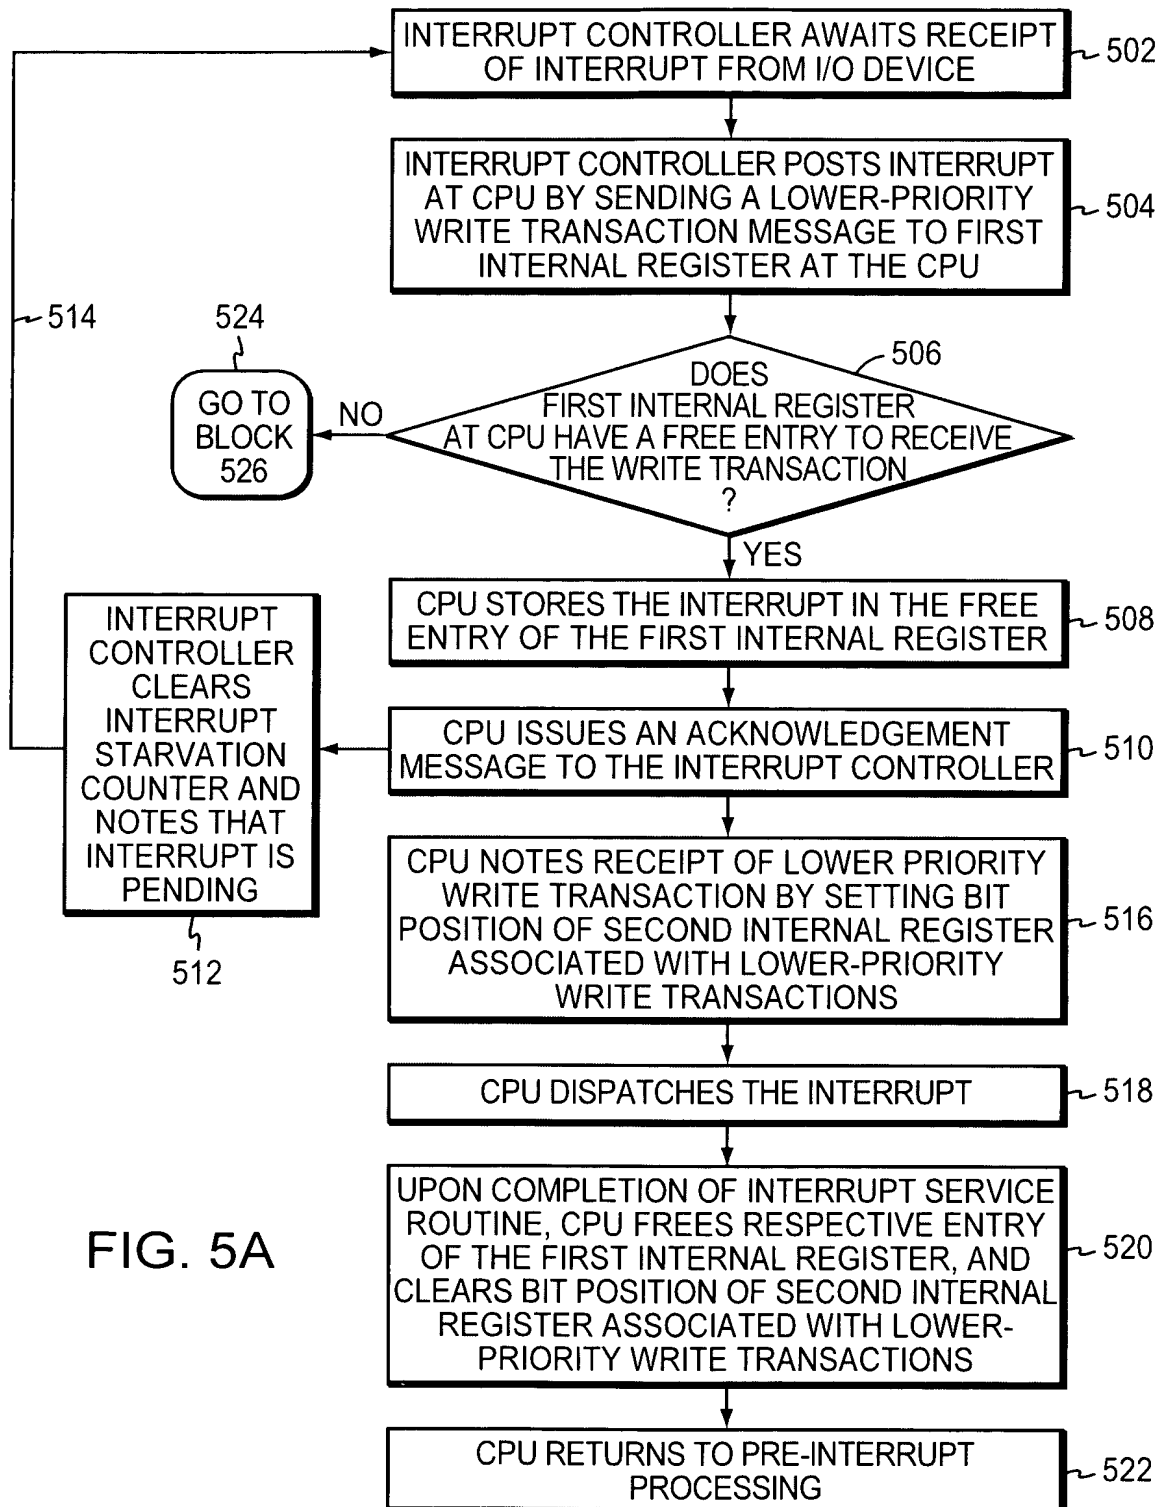 INTERRUPT CONTROLLER AWAITS RECEIPT
OF INTERRUPT FROM I/O DEVICE
502
INTERRUPT CONTROLLER POSTS INTERRUPT
AT CPU BY SENDING A LOWER-PRIORITY
WRITE TRANSACTION MESSAGE TO FIRST
INTERNAL REGISTER AT THE CPU
504
514
524
GO TO
BLOCK
526
NO
506
DOES
FIRST INTERNAL REGISTER
AT CPU HAVE A FREE ENTRY TO RECEIVE
THE WRITE TRANSACTION
?
YES
CPU STORES THE INTERRUPT IN THE FREE
ENTRY OF THE FIRST INTERNAL REGISTER
508
CPU ISSUES AN ACKNOWLEDGEMENT
MESSAGE TO THE INTERRUPT CONTROLLER
510
INTERRUPT
CONTROLLER
CLEARS
INTERRUPT
STARVATION
COUNTER AND
NOTES THAT
INTERRUPT IS
PENDING
512
CPU NOTES RECEIPT OF LOWER PRIORITY
WRITE TRANSACTION BY SETTING BIT
POSITION OF SECOND INTERNAL REGISTER
ASSOCIATED WITH LOWER-PRIORITY
WRITE TRANSACTIONS
516
CPU DISPATCHES THE INTERRUPT
518
UPON COMPLETION OF INTERRUPT SERVICE
ROUTINE, CPU FREES RESPECTIVE ENTRY
OF THE FIRST INTERNAL REGISTER, AND
CLEARS BIT POSITION OF SECOND INTERNAL
REGISTER ASSOCIATED WITH LOWER-
PRIORITY WRITE TRANSACTIONS
520
CPU RETURNS TO PRE-INTERRUPT
PROCESSING
522
FIG. 5A